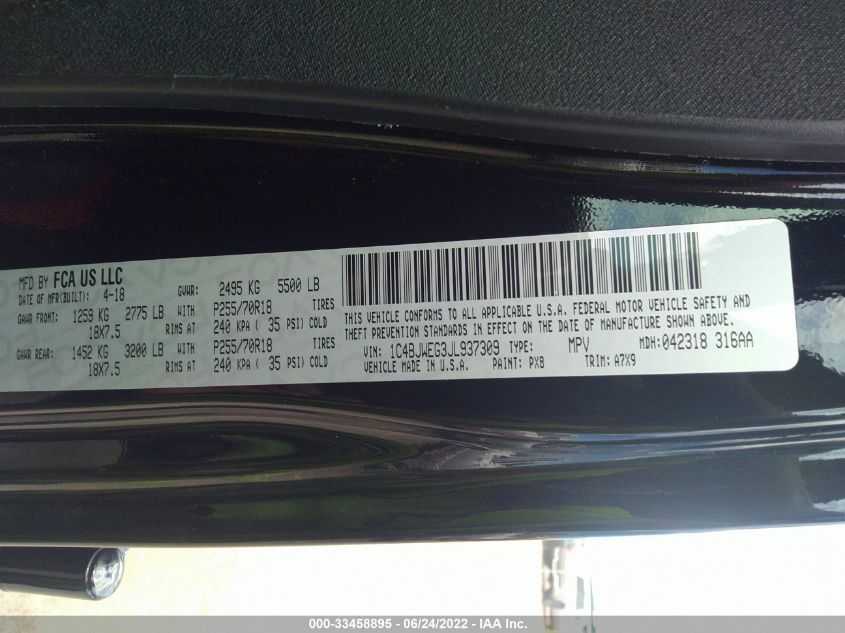 MFD BY FCA US LLC
DATE OF MFR(BUILT): 4-18 GVWR: 2495 KG 5500 LB
GAWR FRONT: 1259 KG 2775 LB WITH P255/70R18 TIRES
18X7.5 RIMS AT 240 KPA ( 35 PSI) COLD
GAWR REAR: 1452 KG 3200 LB WITH P255/70R18 TIRES
18X7.5 RIMS AT 240 KPA ( 35 PSI) COLD
THIS VEHICLE CONFORMS TO ALL APPLICABLE U.S.A. FEDERAL MOTOR VEHICLE SAFETY AND
THEFT PREVENTION STANDARDS IN EFFECT ON THE DATE OF MANUFACTURE SHOWN ABOVE.
VIN: 1C4BJWEG3JL937309 TYPE: MPV MDH: 042318 316AA
VEHICLE MADE IN U.S.A. PAINT: PX8 TRIM: A7X9
000-33458895 - 06/24/2022 - IAA Inc.